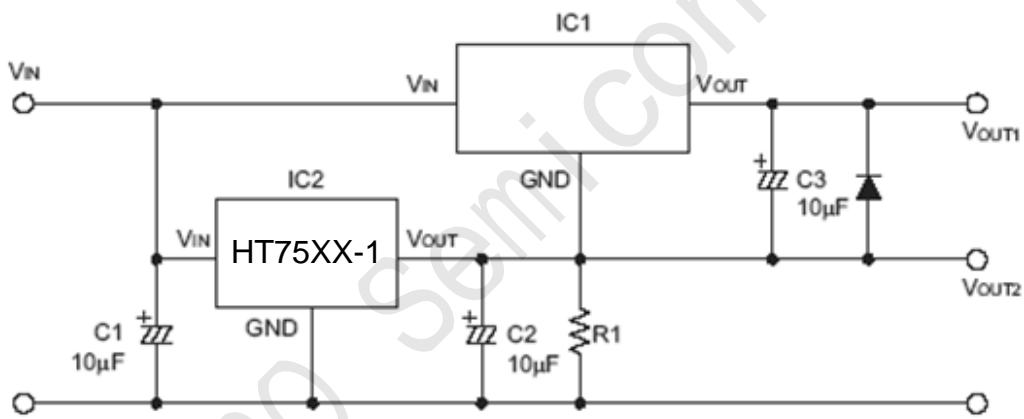 IC1
VIN
VIN
VOUT
VOUT1
IC2
GND
C3
10µF
VIN
HT75XX-1
VOUT
VOUT2
GND
C1
10µF
C2
10µF
R1
Semicon